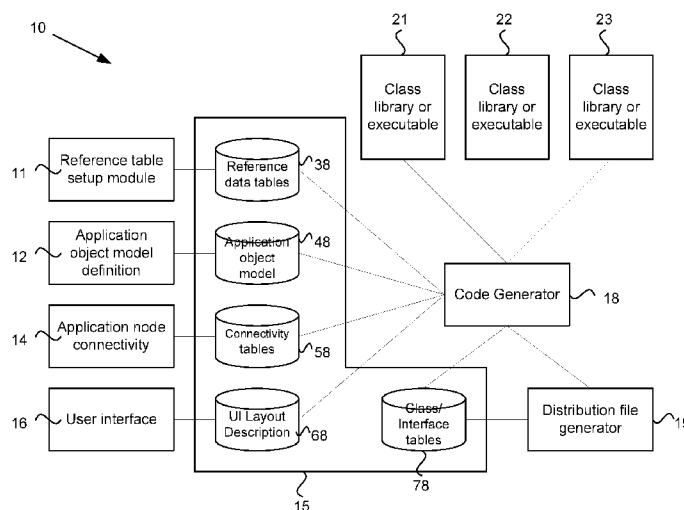 10
21
22
23
Class
library or
executable
Class
library or
executable
Class
library or
executable
11
Reference table
setup module
Reference
data tables
38
12
Application
object model
definition
Application
object
model
48
Code Generator
18
14
Application node
connectivity
Connectivity
tables
58
16
User interface
UI Layout
Description
68
Class/
Interface
tables
78
Distribution file
generator
19
15